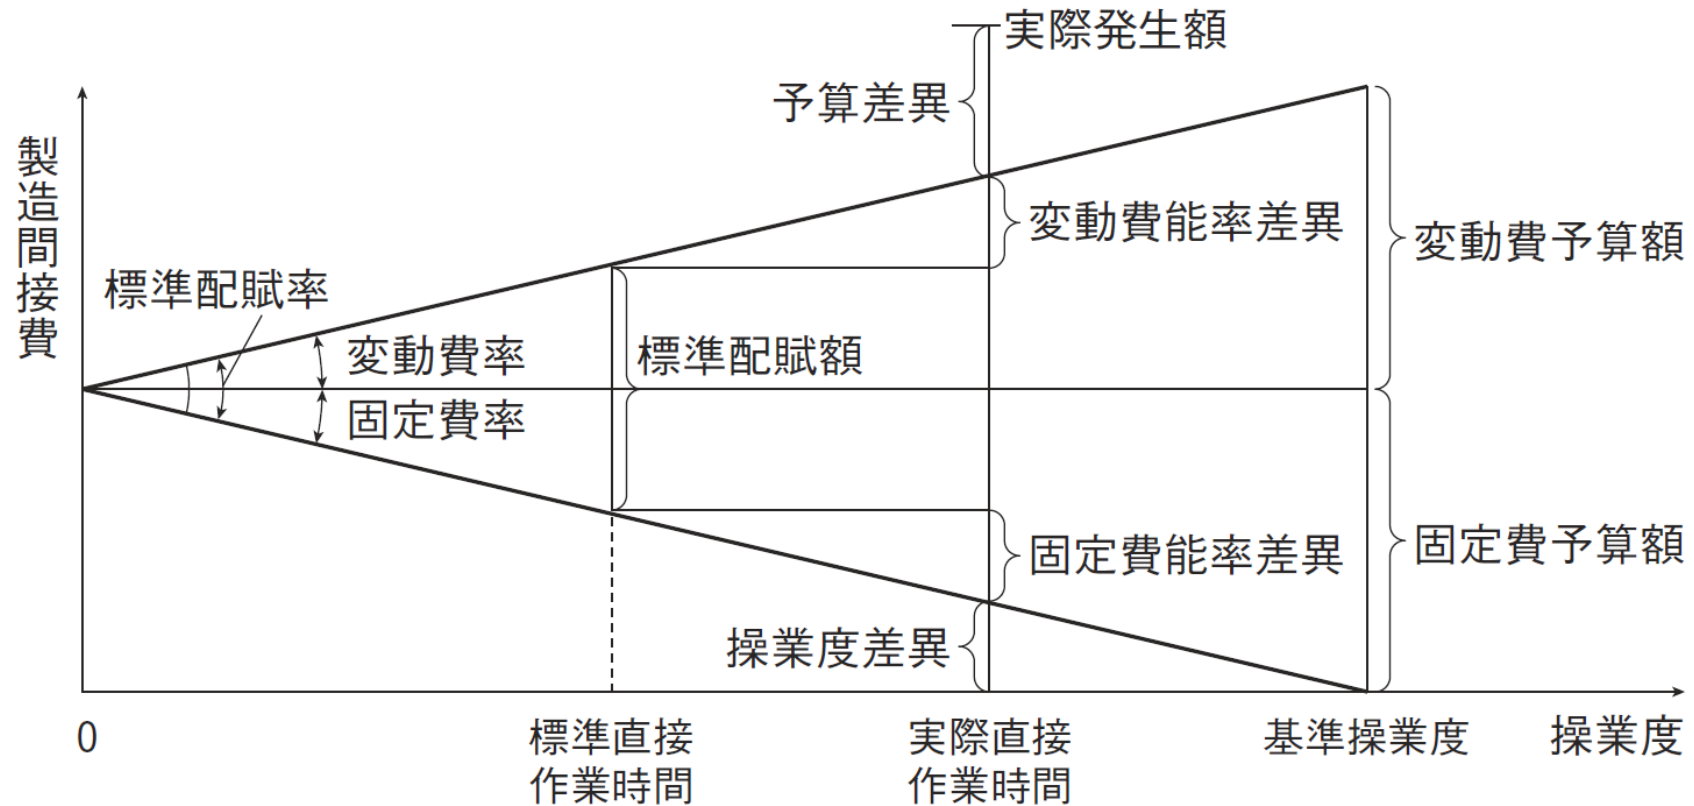 実際発生額
予算差異
製造間接費
変動費能率差異
変動費予算額
標準配賦率
変動費率
標準配賦額
固定費率
固定費能率差異
固定費予算額
操業度差異
0
標準直接
作業時間
実際直接
作業時間
基準操業度
操業度